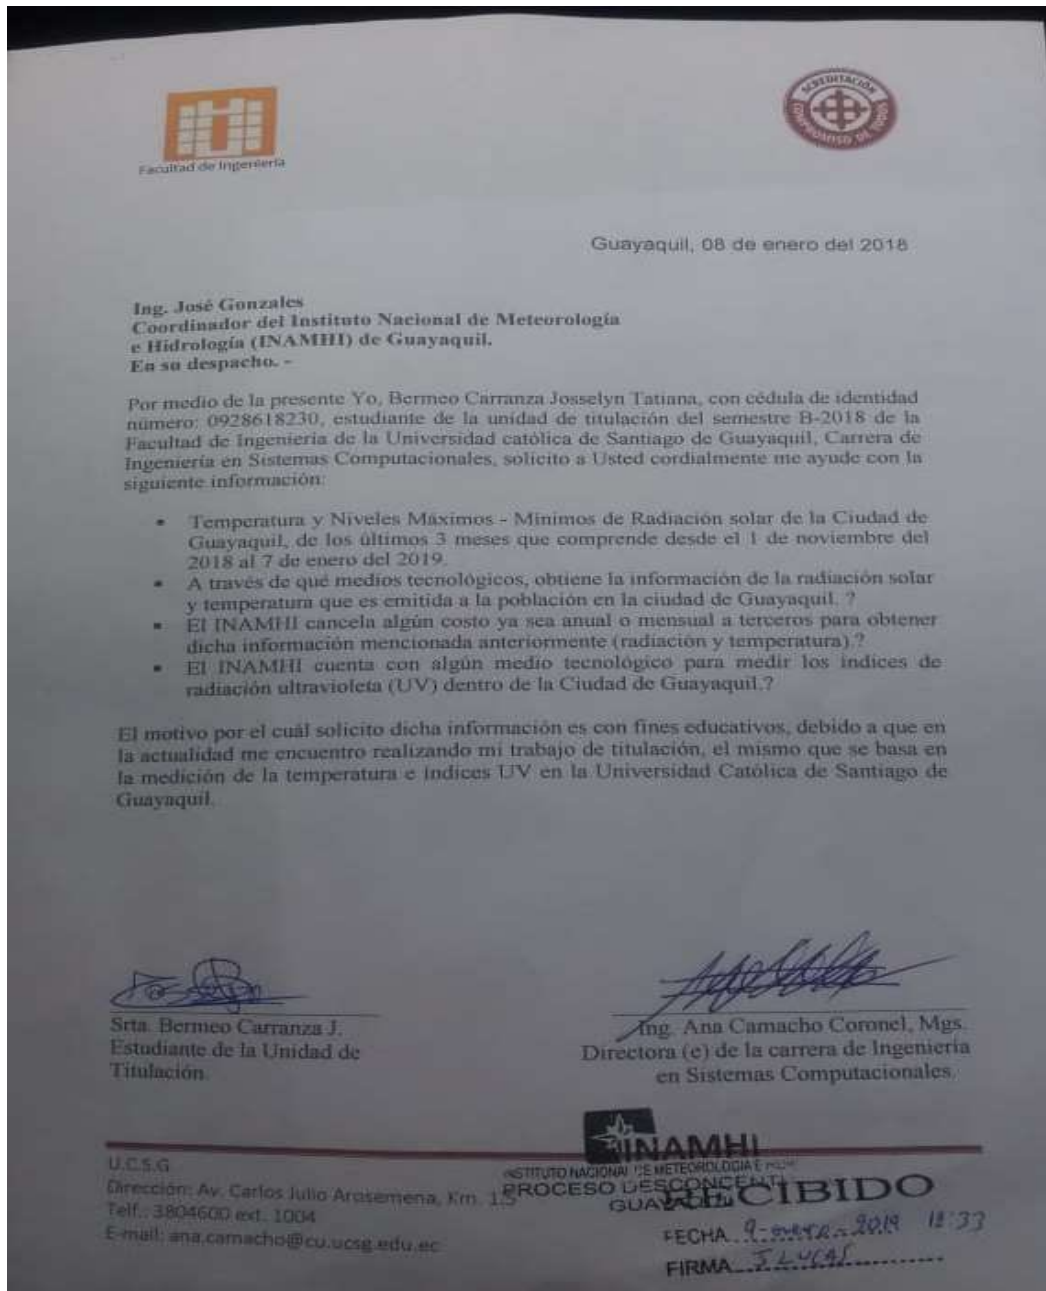 Facultad de Ingeniería
ACREDITACIÓN
COMPROMISO DE TODOS
Guayaquil, 08 de enero del 2018
Ing. José Gonzales
Coordinador del Instituto Nacional de Meteorología
e Hidrología (INAMHI) de Guayaquil.
En su despacho. -
Por medio de la presente Yo, Bermeo Carranza Josselyn Tatiana, con cédula de identidad
número: 0928618230, estudiante de la unidad de titulación del semestre B-2018 de la
Facultad de Ingeniería de la Universidad católica de Santiago de Guayaquil, Carrera de
Ingeniería en Sistemas Computacionales, solicito a Usted cordialmente me ayude con la
siguiente información:
▪ Temperatura y Niveles Máximos - Mínimos de Radiación solar de la Ciudad de
Guayaquil, de los últimos 3 meses que comprende desde el 1 de noviembre del
2018 al 7 de enero del 2019.
▪ A través de qué medios tecnológicos, obtiene la información de la radiación solar
y temperatura que es emitida a la población en la ciudad de Guayaquil. ?
▪ El INAMHI cancela algún costo ya sea anual o mensual a terceros para obtener
dicha información mencionada anteriormente (radiación y temperatura).?
▪ El INAMHI cuenta con algún medio tecnológico para medir los índices de
radiación ultravioleta (UV) dentro de la Ciudad de Guayaquil.?
El motivo por el cuál solicito dicha información es con fines educativos, debido a que en
la actualidad me encuentro realizando mi trabajo de titulación, el mismo que se basa en
la medición de la temperatura e índices UV en la Universidad Católica de Santiago de
Guayaquil.
Srta. Bermeo Carranza J.
Estudiante de la Unidad de
Titulación.
Ing. Ana Camacho Coronel, Mgs.
Directora (e) de la carrera de Ingeniería
en Sistemas Computacionales.
INAMHI
INSTITUTO NACIONAL DE METEOROLOGIA E
PROCESO
GUAYAQUIL
RECIBIDO
FECHA 9-enero-2019 12:33
FIRMA J LUCAS
U.C.S.G
Dirección: Av. Carlos Julio Arosemena, Km. 1.5
Telf.: 3804600 ext. 1004
E-mail: ana.camacho@cu.ucsg.edu.ec